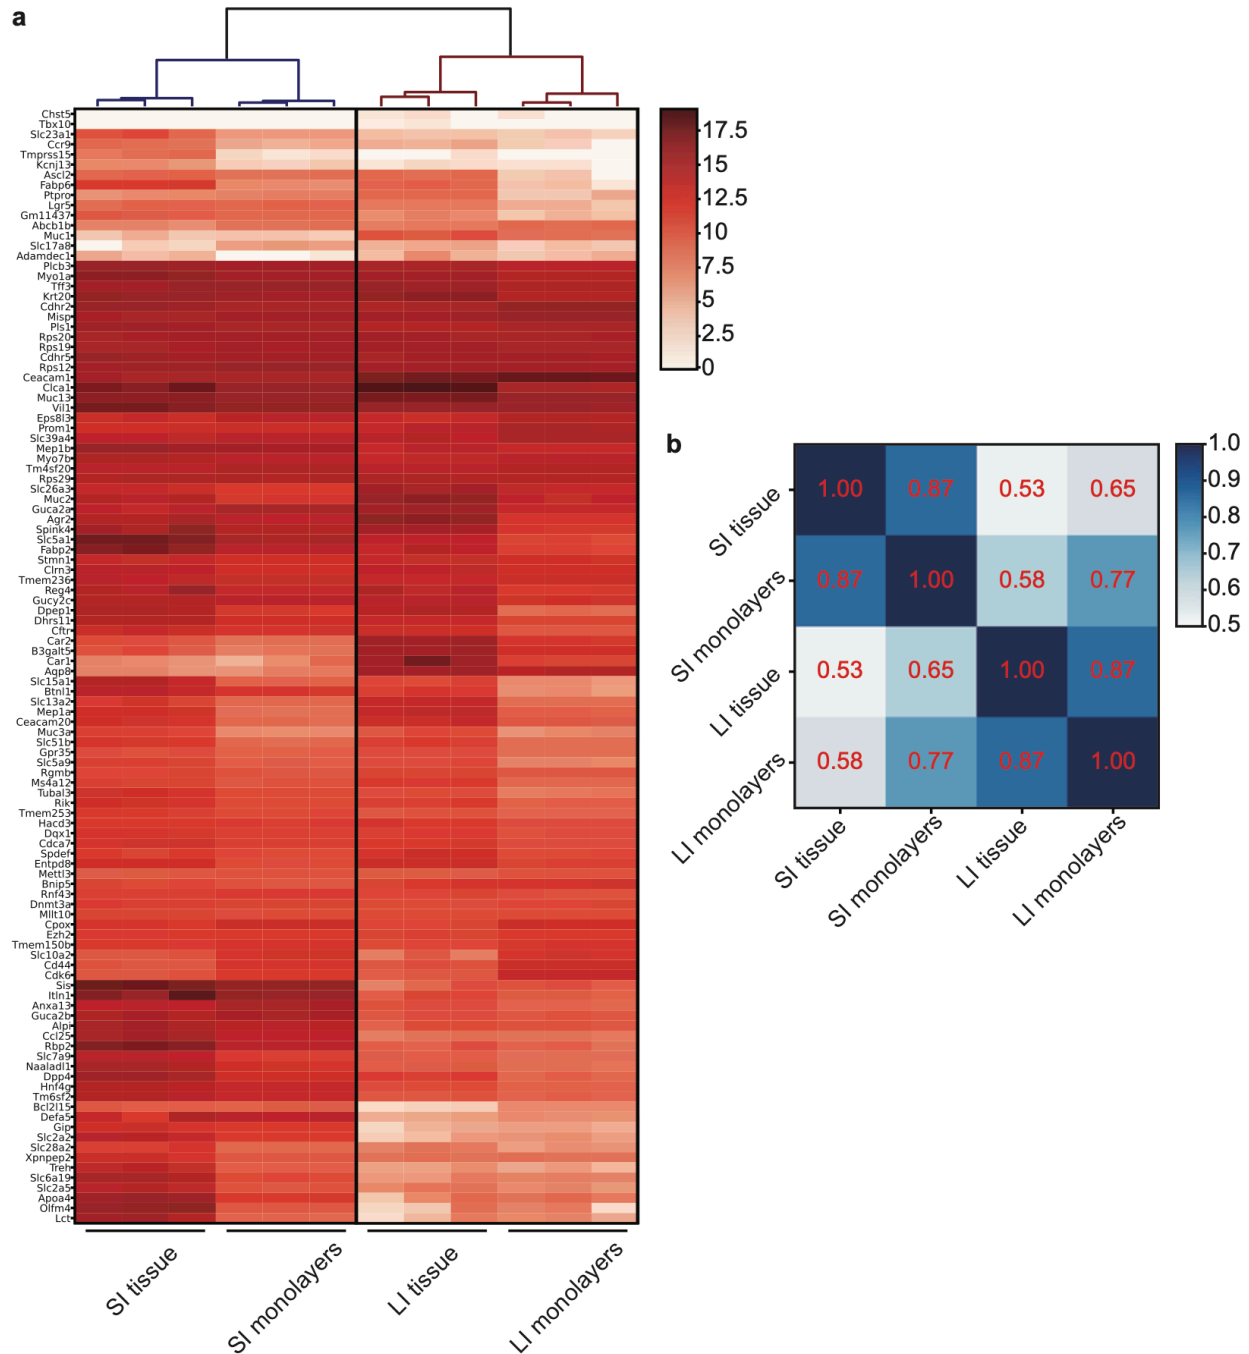 a
Chst5
Tbx10
Slc23a1
Ccr9
Tmprss15
Kcnj13
Ascl2
Fabp6
Ptpro
Lgr5
Gm11437
Abcb1b
Muc1
Slc17a8
Adamdec1
Plcb3
Myo1a
Tff3
Krt20
Cdhr2
Misp
Pls1
Rps20
Rps19
Cdhr5
Rps12
Ceacam1
Clca1
Muc13
Vil1
Eps8l3
Prom1
Slc39a4
Mep1b
Myo7b
Tm4sf20
Rps29
Slc26a3
Muc2
Guca2a
Agr2
Spink4
Slc5a1
Fabp2
Stmn1
Clrn3
Tmem236
Reg4
Gucy2c
Dpep1
Dhrs11
Cftr
Car2
B3galt5
Car1
Aqp8
Slc15a1
Btnl1
Slc13a2
Mep1a
Ceacam20
Muc3a
Slc51b
Gpr35
Slc5a9
Rgmb
Ms4a12
Tubal3
Rik
Tmem253
Hacd3
Dqx1
Cdca7
Spdef
Entpd8
Mettl3
Bnip5
Rnf43
Dnmt3a
Mllt10
Cpox
Ezh2
Tmem150b
Slc10a2
Cd44
Cdk6
Sis
Itln1
Anxa13
Guca2b
Alpi
Ccl25
Rbp2
Slc7a9
Naaladl1
Dpp4
Hnf4g
Tm6sf2
Bcl2l15
Defa5
Gip
Slc2a2
Slc28a2
Xpnpep2
Treh
Slc6a19
Slc2a5
Apoa4
Olfm4
Lct
SI tissue
SI monolayers
LI tissue
LI monolayers
17.5
15
12.5
10
7.5
5
2.5
0
b
SI tissue
1.00 0.87 0.53 0.65
SI monolayers
0.87 1.00 0.58 0.77
LI tissue
0.53 0.65 1.00 0.87
LI monolayers
0.58 0.77 0.87 1.00
SI tissue
SI monolayers
LI tissue
LI monolayers
1.0
0.9
0.8
0.7
0.6
0.5